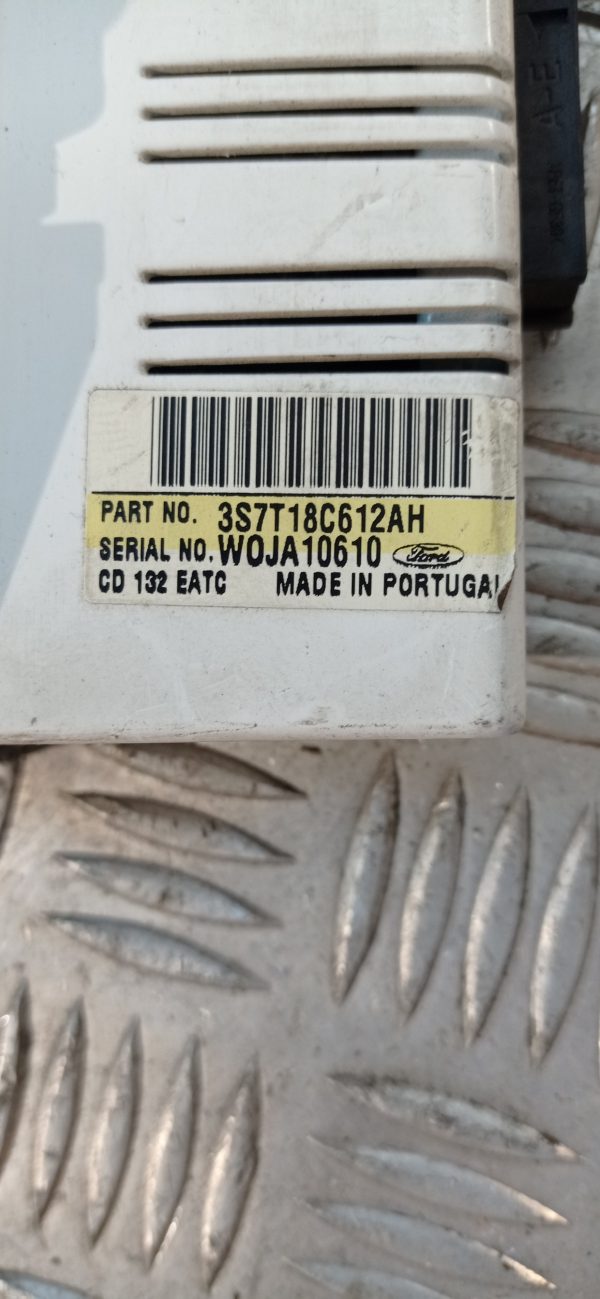 PART NO. 3S7T18C612AH
SERIAL NO. W0JA10610 Ford
CD 132 EATC MADE IN PORTUGAL